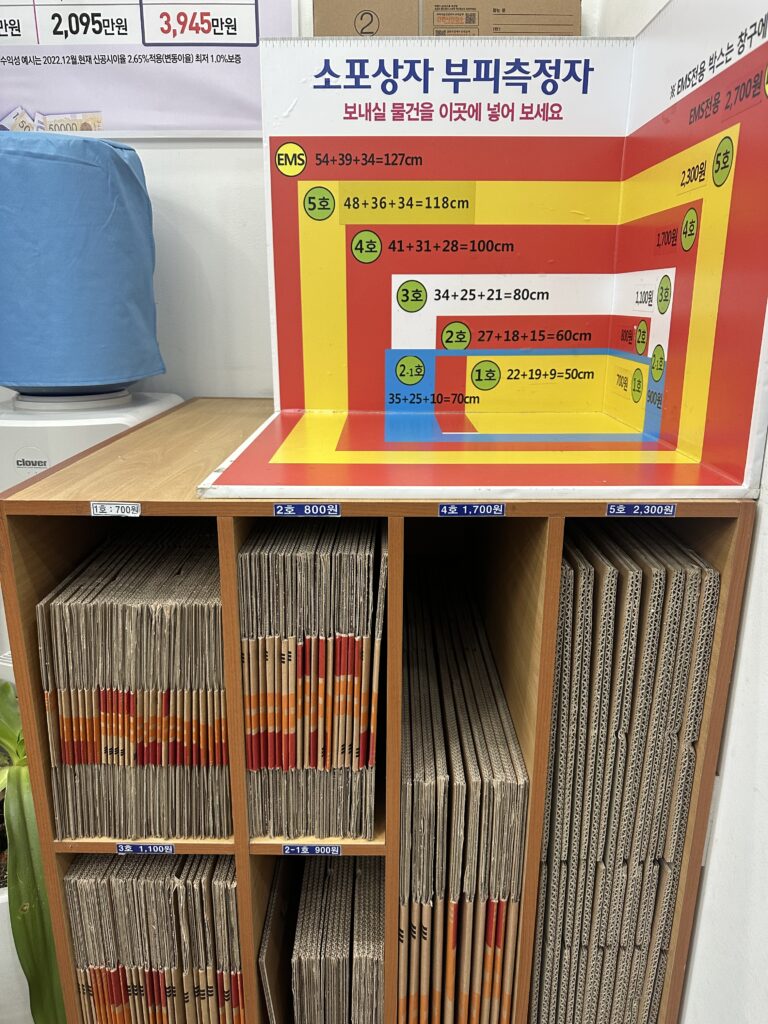 만원
2,095만원
3,945만원
수익성 예시는 2022.12월 현재 신공시이율 2.65%적용(변동이율) 최저 1.0%보증
50000
②
소포상자 부피측정자
보내실 물건을 이곳에 넣어 보세요
※ EMS전용 박스는 창구에
EMS전용 2,700원
EMS 54+39+34=127cm
2,300원 5호
5호 48+36+34=118cm
1,700원 4호
4호 41+31+28=100cm
1,100원 3호
3호 34+25+21=80cm
800원 2호
2호 27+18+15=60cm
2-1호
900원
2-1호
35+25+10=70cm
1호 22+19+9=50cm
700원 1호
clover
1호 : 700원
2호 800원
4호 1,700원
5호 2,300원
3호 1,100원
2-1호 900원